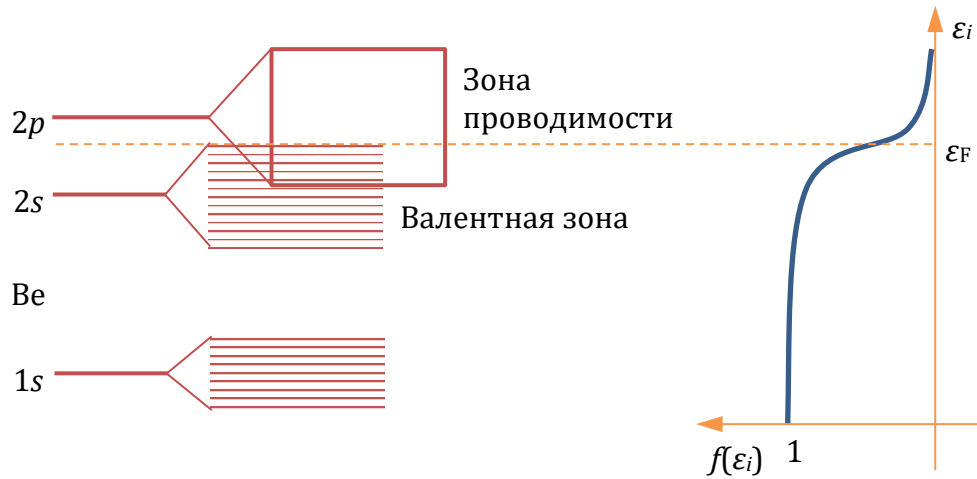 εi
Зона
проводимости
2p
εF
2s
Валентная зона
Be
1s
f(εi)
1